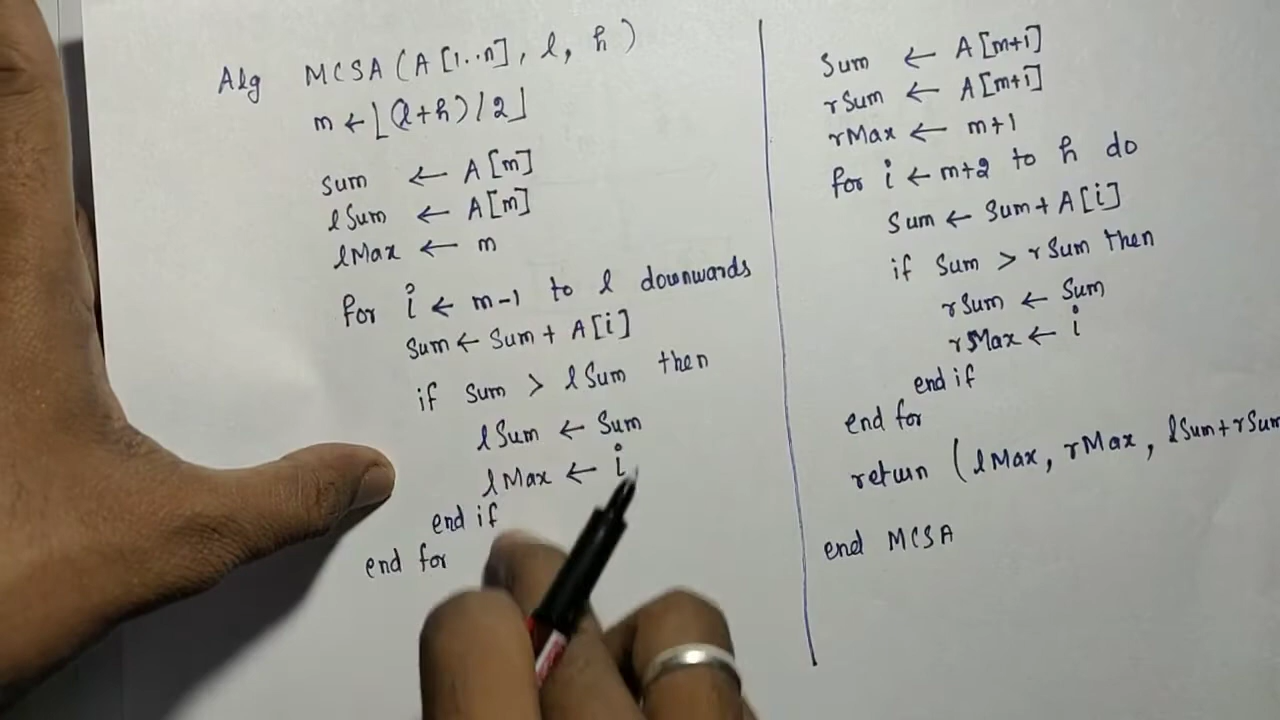 Alg MCSA(A[1..n], l, h)
m ← ⌊(l+h)/2⌋
sum ← A[m]
lSum ← A[m]
lMax ← m
for i ← m-1 to l downwards
sum ← sum + A[i]
if sum > lSum then
lSum ← Sum
lMax ← i
end if
end for
Sum ← A[m+1]
rSum ← A[m+1]
rMax ← m+1
for i ← m+2 to h do
Sum ← Sum + A[i]
if Sum > rSum then
rSum ← Sum
rMax ← i
end if
end for
return (lMax, rMax, lSum+rSum
end MCSA